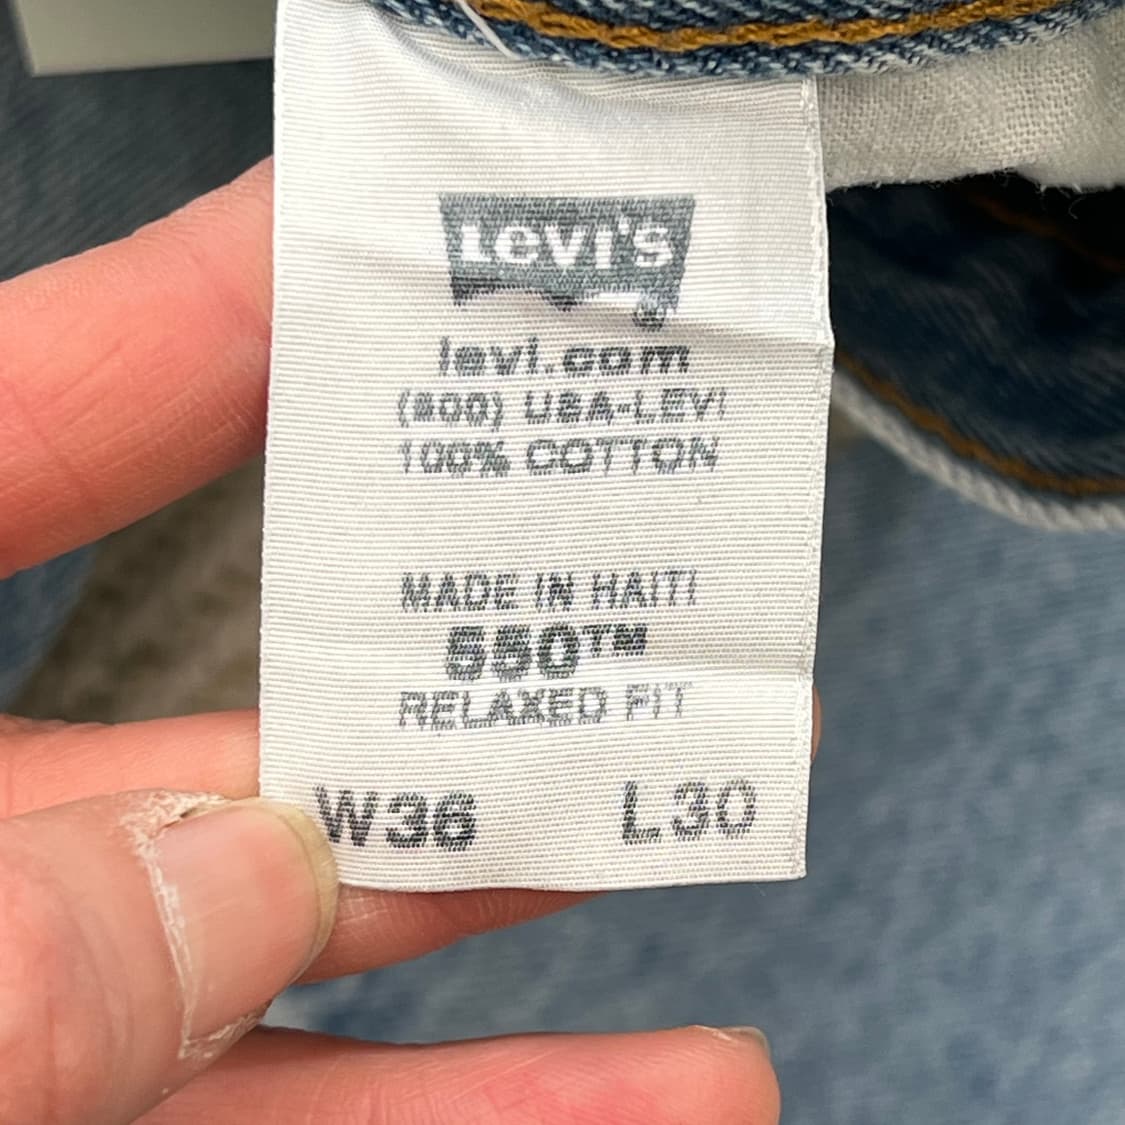 Levi's ®
levi.com
(800) USA-LEVI
100% COTTON
MADE IN HAITI
550™
RELAXED FIT
W36 L30